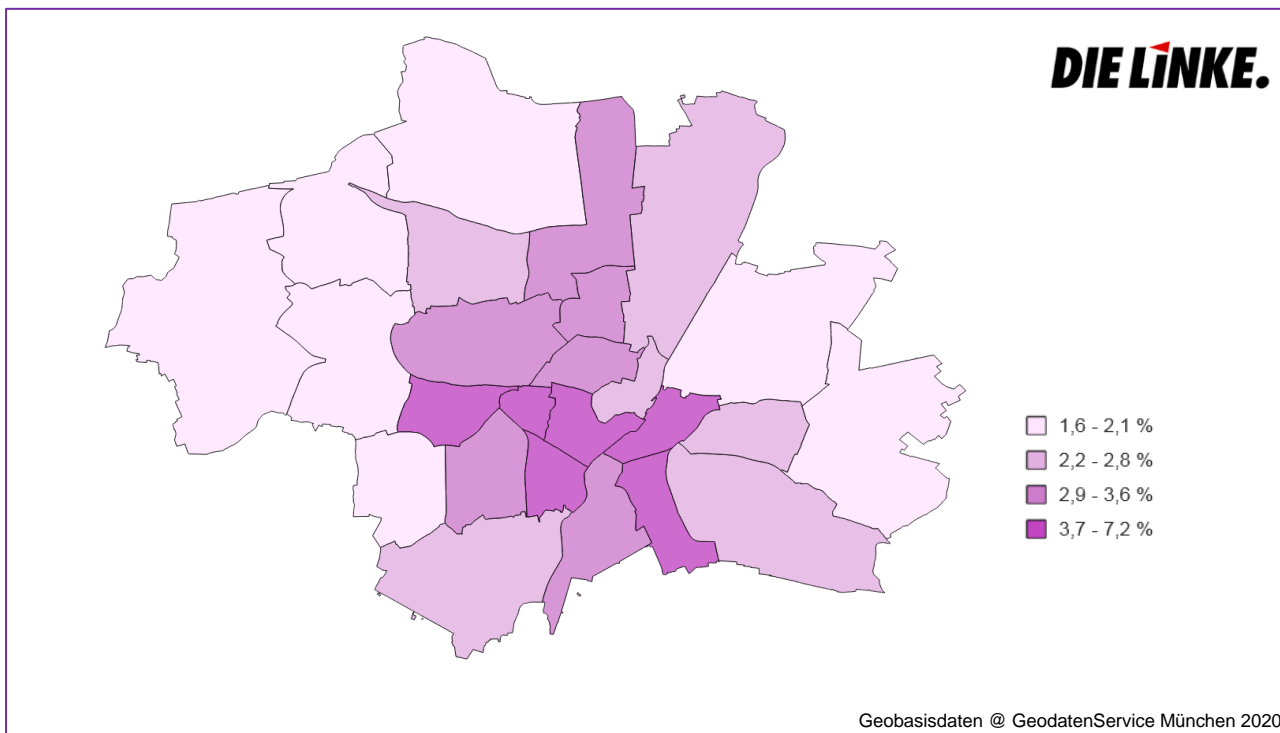 DIE LINKE.
1,6 - 2,1 %
2,2 - 2,8 %
2,9 - 3,6 %
3,7 - 7,2 %
Geobasisdaten @ GeodatenService München 2020